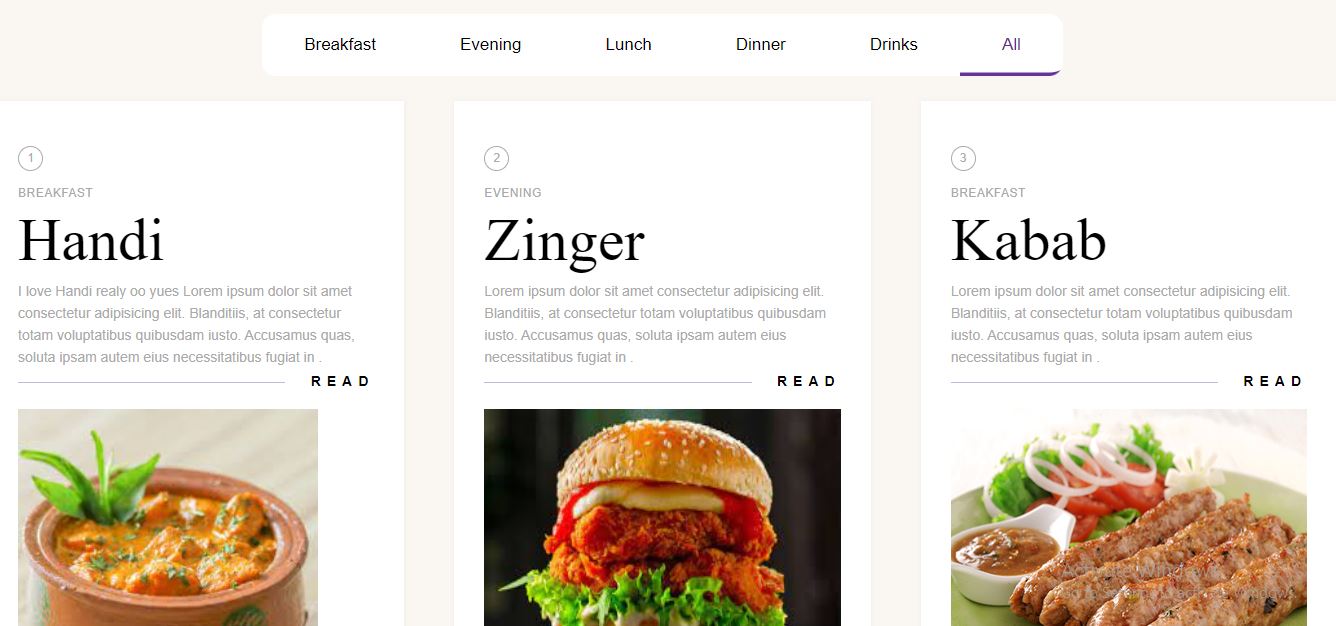 Breakfast Evening Lunch Dinner Drinks All
1
BREAKFAST
Handi
I love Handi realy oo yues Lorem ipsum dolor sit amet
consectetur adipisicing elit. Blanditiis, at consectetur
totam voluptatibus quibusdam iusto. Accusamus quas,
soluta ipsam autem eius necessitatibus fugiat in .
READ
2
EVENING
Zinger
Lorem ipsum dolor sit amet consectetur adipisicing elit.
Blanditiis, at consectetur totam voluptatibus quibusdam
iusto. Accusamus quas, soluta ipsam autem eius
necessitatibus fugiat in .
READ
3
BREAKFAST
Kabab
Lorem ipsum dolor sit amet consectetur adipisicing elit.
Blanditiis, at consectetur totam voluptatibus quibusdam
iusto. Accusamus quas, soluta ipsam autem eius
necessitatibus fugiat in .
READ
Activate Windows
Go to Settings to activate Windows.